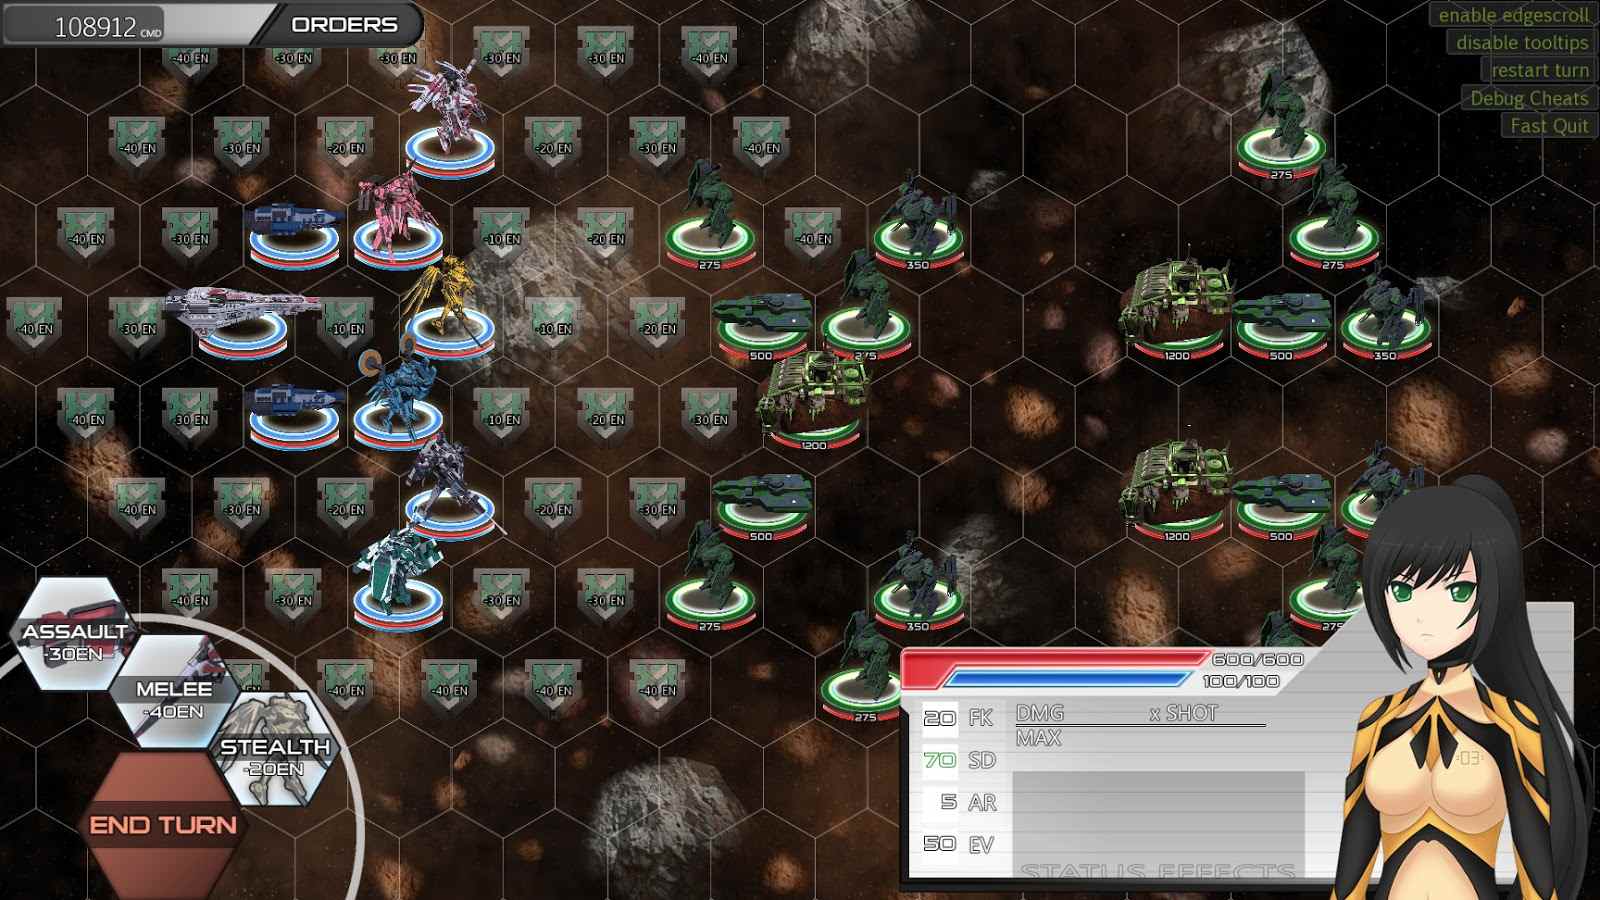 108912 CMD
ORDERS
enable edgescroll
disable tooltips
restart turn
Debug Cheats
Fast Quit
-40 EN
-30 EN
-30 EN
-30 EN
-30 EN
-40 EN
-40 EN
-30 EN
-20 EN
-20 EN
-30 EN
-40 EN
275
-40 EN
-30 EN
-10 EN
-20 EN
275
-40 EN
350
275
-40 EN
-30 EN
-10 EN
-10 EN
-20 EN
500
275
1200
500
350
-40 EN
-30 EN
-10 EN
-20 EN
-30 EN
1200
-40 EN
-30 EN
-20 EN
-20 EN
-30 EN
500
1200
500
-40 EN
-30 EN
-30 EN
-30 EN
275
350
275
EN
-40 EN
-40 EN
-40 EN
-40 EN
275
ASSAULT
-30EN
MELEE
-40EN
STEALTH
-20EN
END TURN
600/600
100/100
20 FK
DMG x SHOT
MAX
70 SD
5 AR
50 EV
STATUS EFFECTS
03